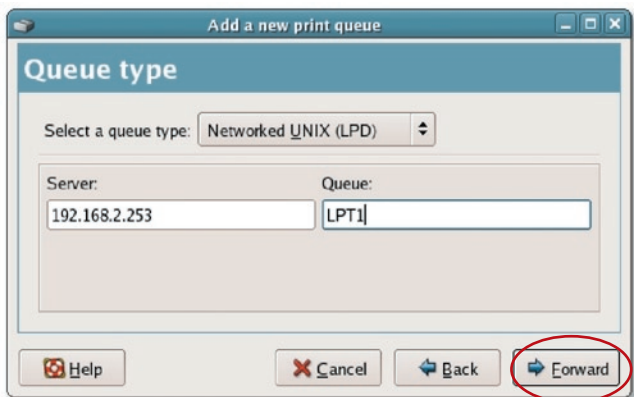 Add a new print queue
Queue type
Select a queue type: Networked UNIX (LPD)
Server: Queue:
192.168.2.253 LPT1
Help Cancel Back Forward